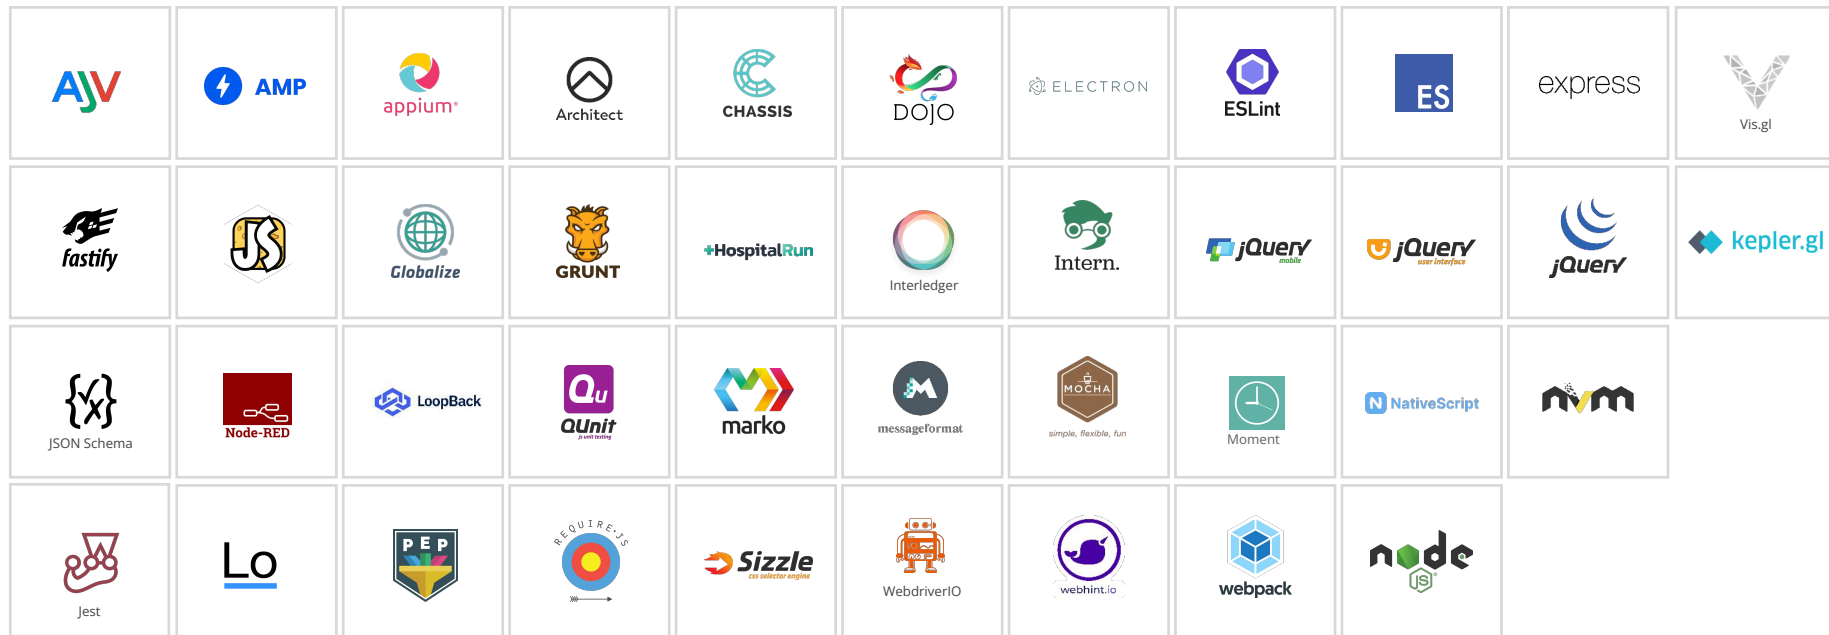 AJV
AMP
appium®
Architect
CHASSIS
DOJO
ELECTRON
ESLint
ES
express
Vis.gl
fastify
JS
Globalize
GRUNT
+HospitalRun
Interledger
Intern.
jQuery
mobile
jQuery
user interface
jQuery
kepler.gl
JSON Schema
Node-RED
LoopBack
Qu
QUnit
js unit testing
marko
M
messageformat
MOCHA
simple, flexible, fun
Moment
N NativeScript
nvm
Jest
Lo
PEP
REQUIRE·JS
Sizzle
css selector engine
WebdriverIO
webhint.io
webpack
node
JS®